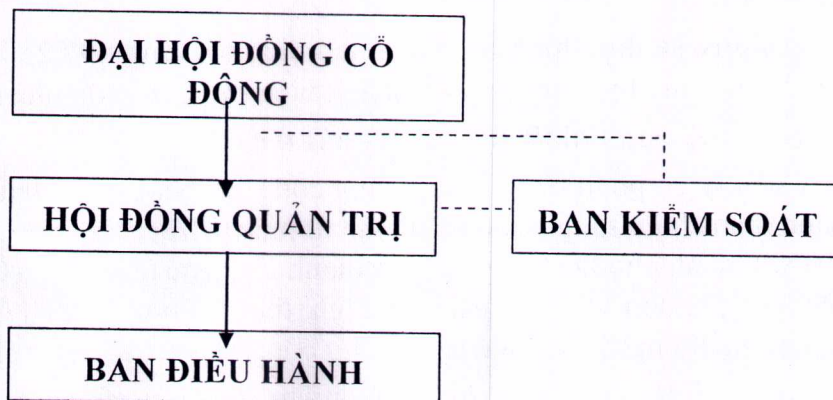 ĐẠI HỘI ĐỒNG CỔ
ĐÔNG
HỘI ĐỒNG QUẢN TRỊ
BAN KIỂM SOÁT
BAN ĐIỀU HÀNH